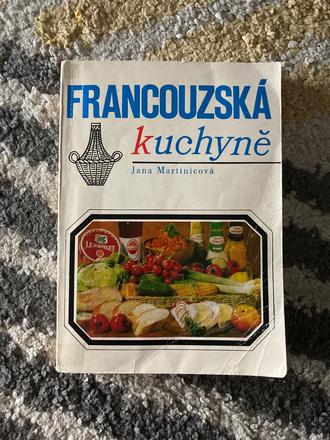 FRANCOUZSKÁ
kuchyně
Jana Martinicová